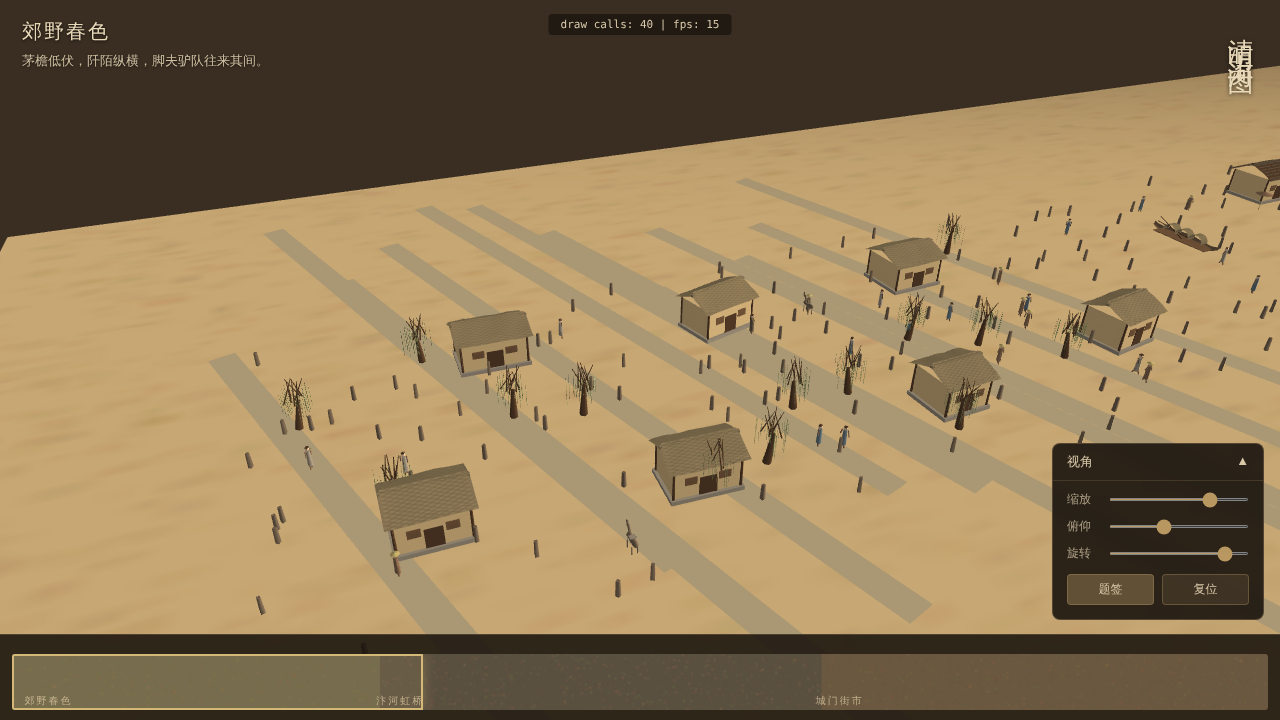 郊野春色
茅檐低伏，阡陌纵横，脚夫驴队往来其间。
draw calls: 40 | fps: 15
清明上河图
视角 ▲
缩放
俯仰
旋转
题签 复位
郊野春色 汴河虹桥 城门街市